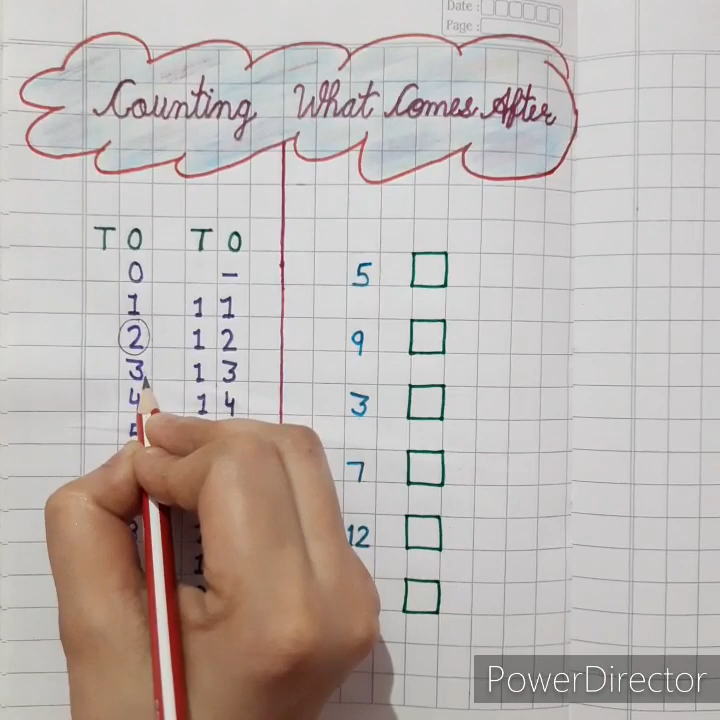 Date :
Page :
Counting What Comes After
T O T O
0 -
1 1 1
2 1 2
3 1 3
4 1 4
5
9
3
7
12
PowerDirector